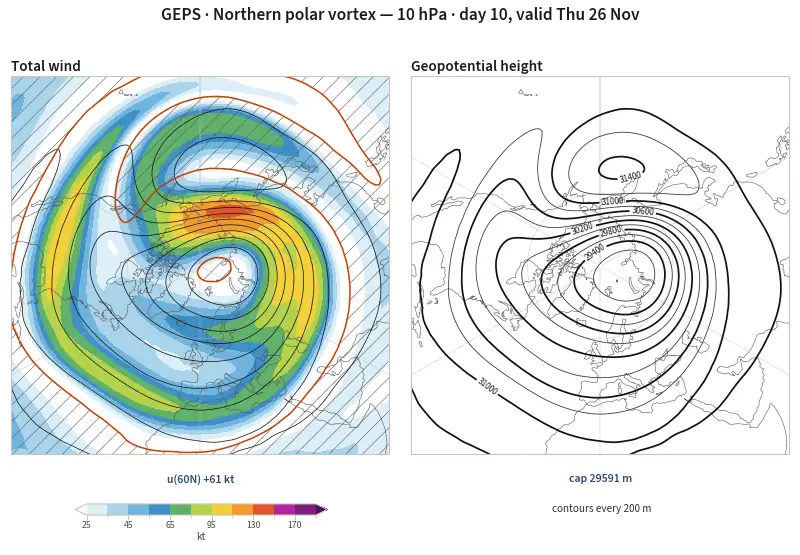 GEPS · Northern polar vortex — 10 hPa · day 10, valid Thu 26 Nov
Total wind
Geopotential height
31400
31000
30600
30200
29800
29400
31000
u(60N) +61 kt
cap 29591 m
contours every 200 m
25 45 65 95 130 170
kt